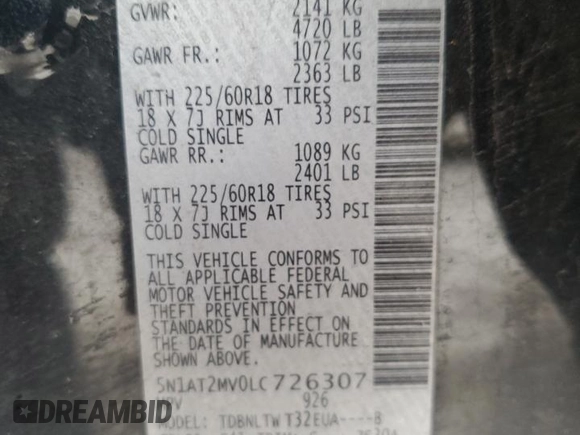 GVWR: 2141 KG
4720 LB
GAWR FR.: 1072 KG
2363 LB
WITH 225/60R18 TIRES
18 X 7J RIMS AT 33 PSI
COLD SINGLE
GAWR RR.: 1089 KG
2401 LB
WITH 225/60R18 TIRES
18 X 7J RIMS AT 33 PSI
COLD SINGLE
THIS VEHICLE CONFORMS TO
ALL APPLICABLE FEDERAL
MOTOR VEHICLE SAFETY AND
THEFT PREVENTION
STANDARDS IN EFFECT ON
THE DATE OF MANUFACTURE
SHOWN ABOVE.
5N1AT2MV0LC726307
926
MODEL: TDBNLTW T32EUA----B
DREAMBID